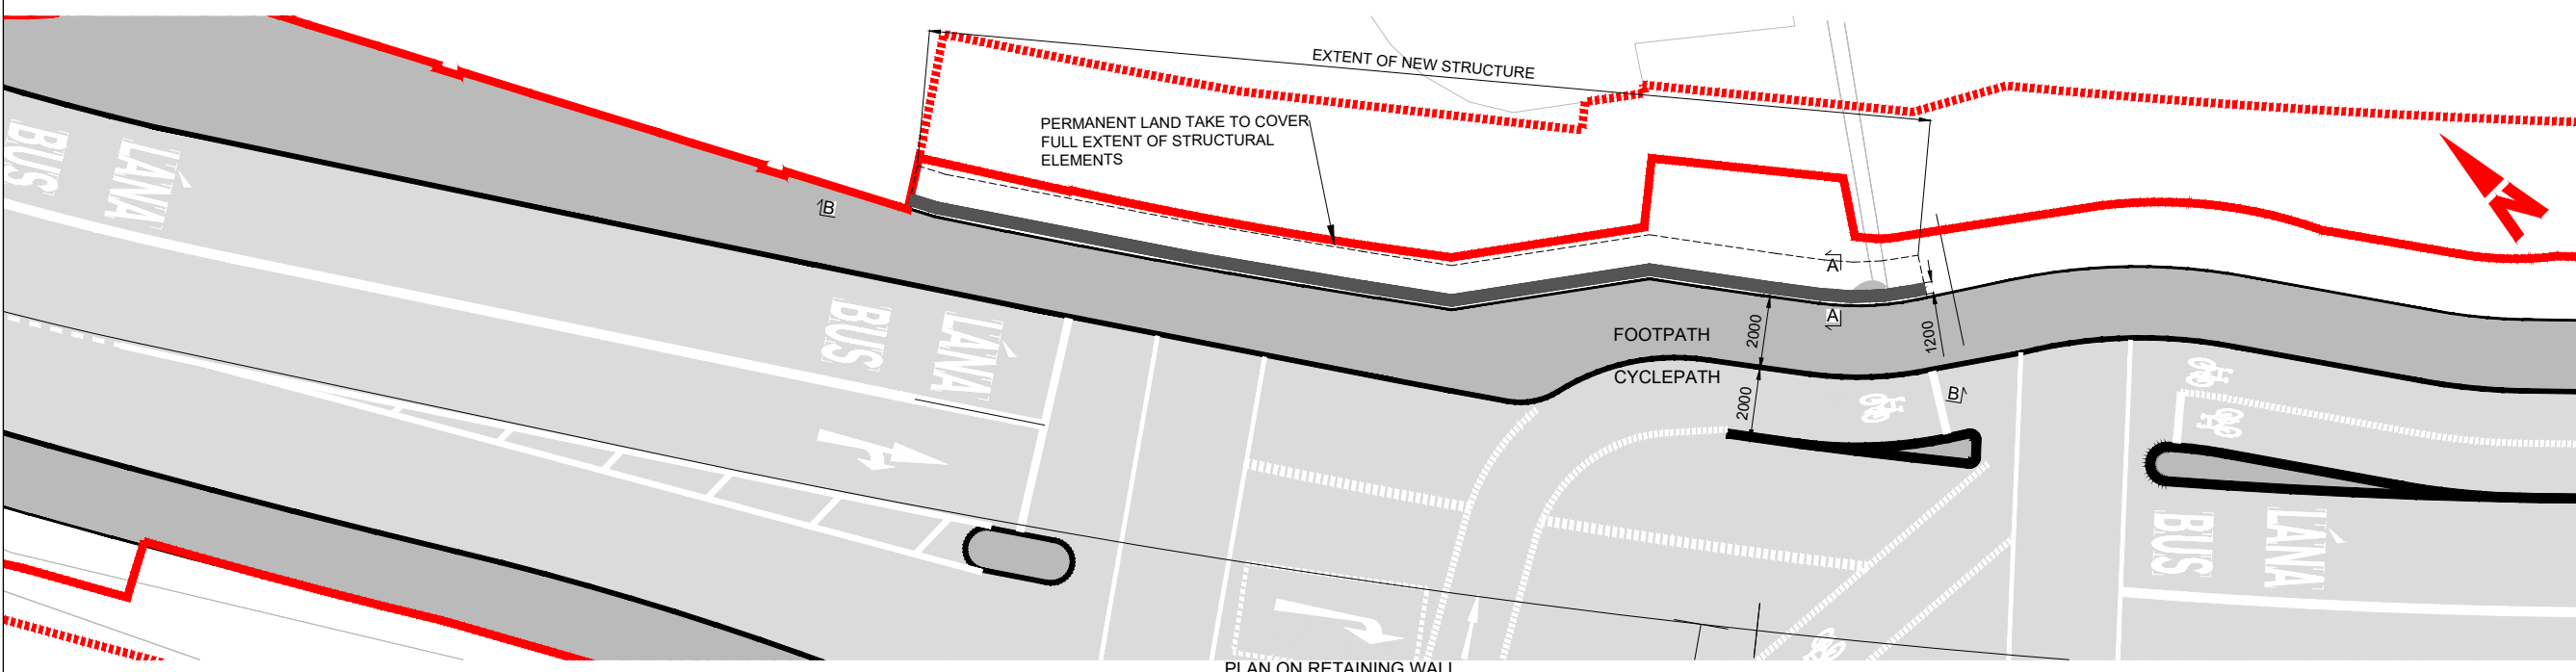 EXTENT OF NEW STRUCTURE
PERMANENT LAND TAKE TO COVER
FULL EXTENT OF STRUCTURAL
ELEMENTS
N
BUS
LÁNA
B
A
A
BUS
LÁNA
FOOTPATH
2000
1200
CYCLEPATH
2000
B
BUS
LÁNA
PLAN ON RETAINING WALL